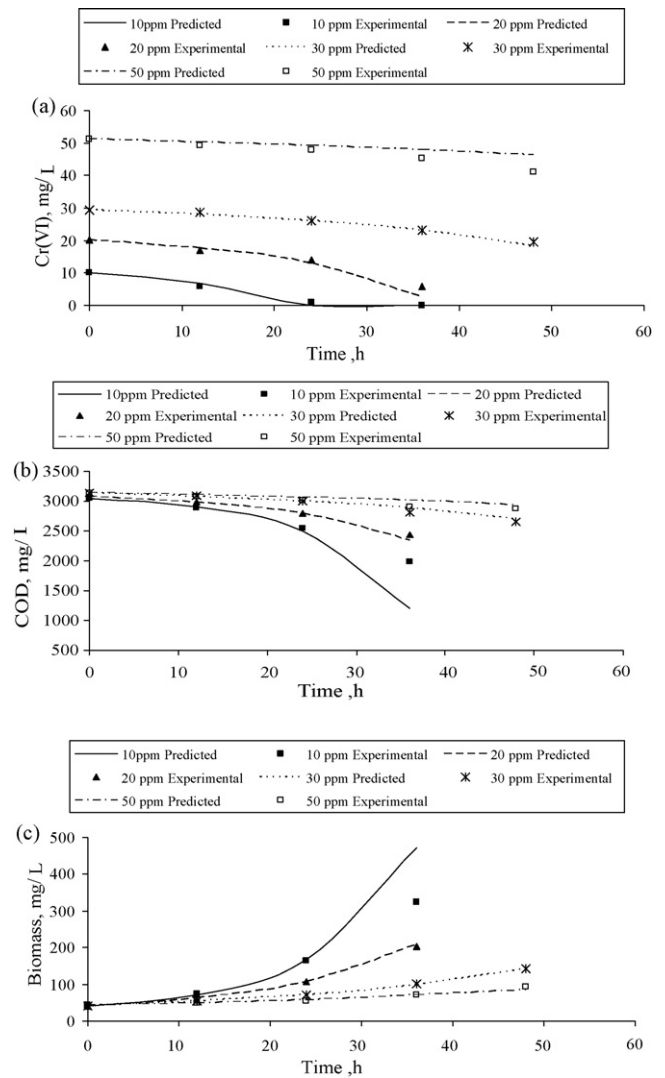 10ppm Predicted 10 ppm Experimental 20 ppm Predicted
20 ppm Experimental 30 ppm Predicted 30 ppm Experimental
50 ppm Predicted 50 ppm Experimental
(a)
60
50
40
30
20
10
0
Cr(VI), mg/L
0 10 20 30 40 50 60
Time ,h
10ppm Predicted 10 ppm Experimental 20 ppm Predicted
20 ppm Experimental 30 ppm Predicted 30 ppm Experimental
50 ppm Predicted 50 ppm Experimental
(b)
3500
3000
2500
2000
1500
1000
500
COD, mg/l
0 10 20 30 40 50 60
Time ,h
10ppm Predicted 10 ppm Experimental 20 ppm Predicted
20 ppm Experimental 30 ppm Predicted 30 ppm Experimental
50 ppm Predicted 50 ppm Experimental
(c)
500
400
300
200
100
0
Biomass, mg/L
0 10 20 30 40 50 60
Time ,h